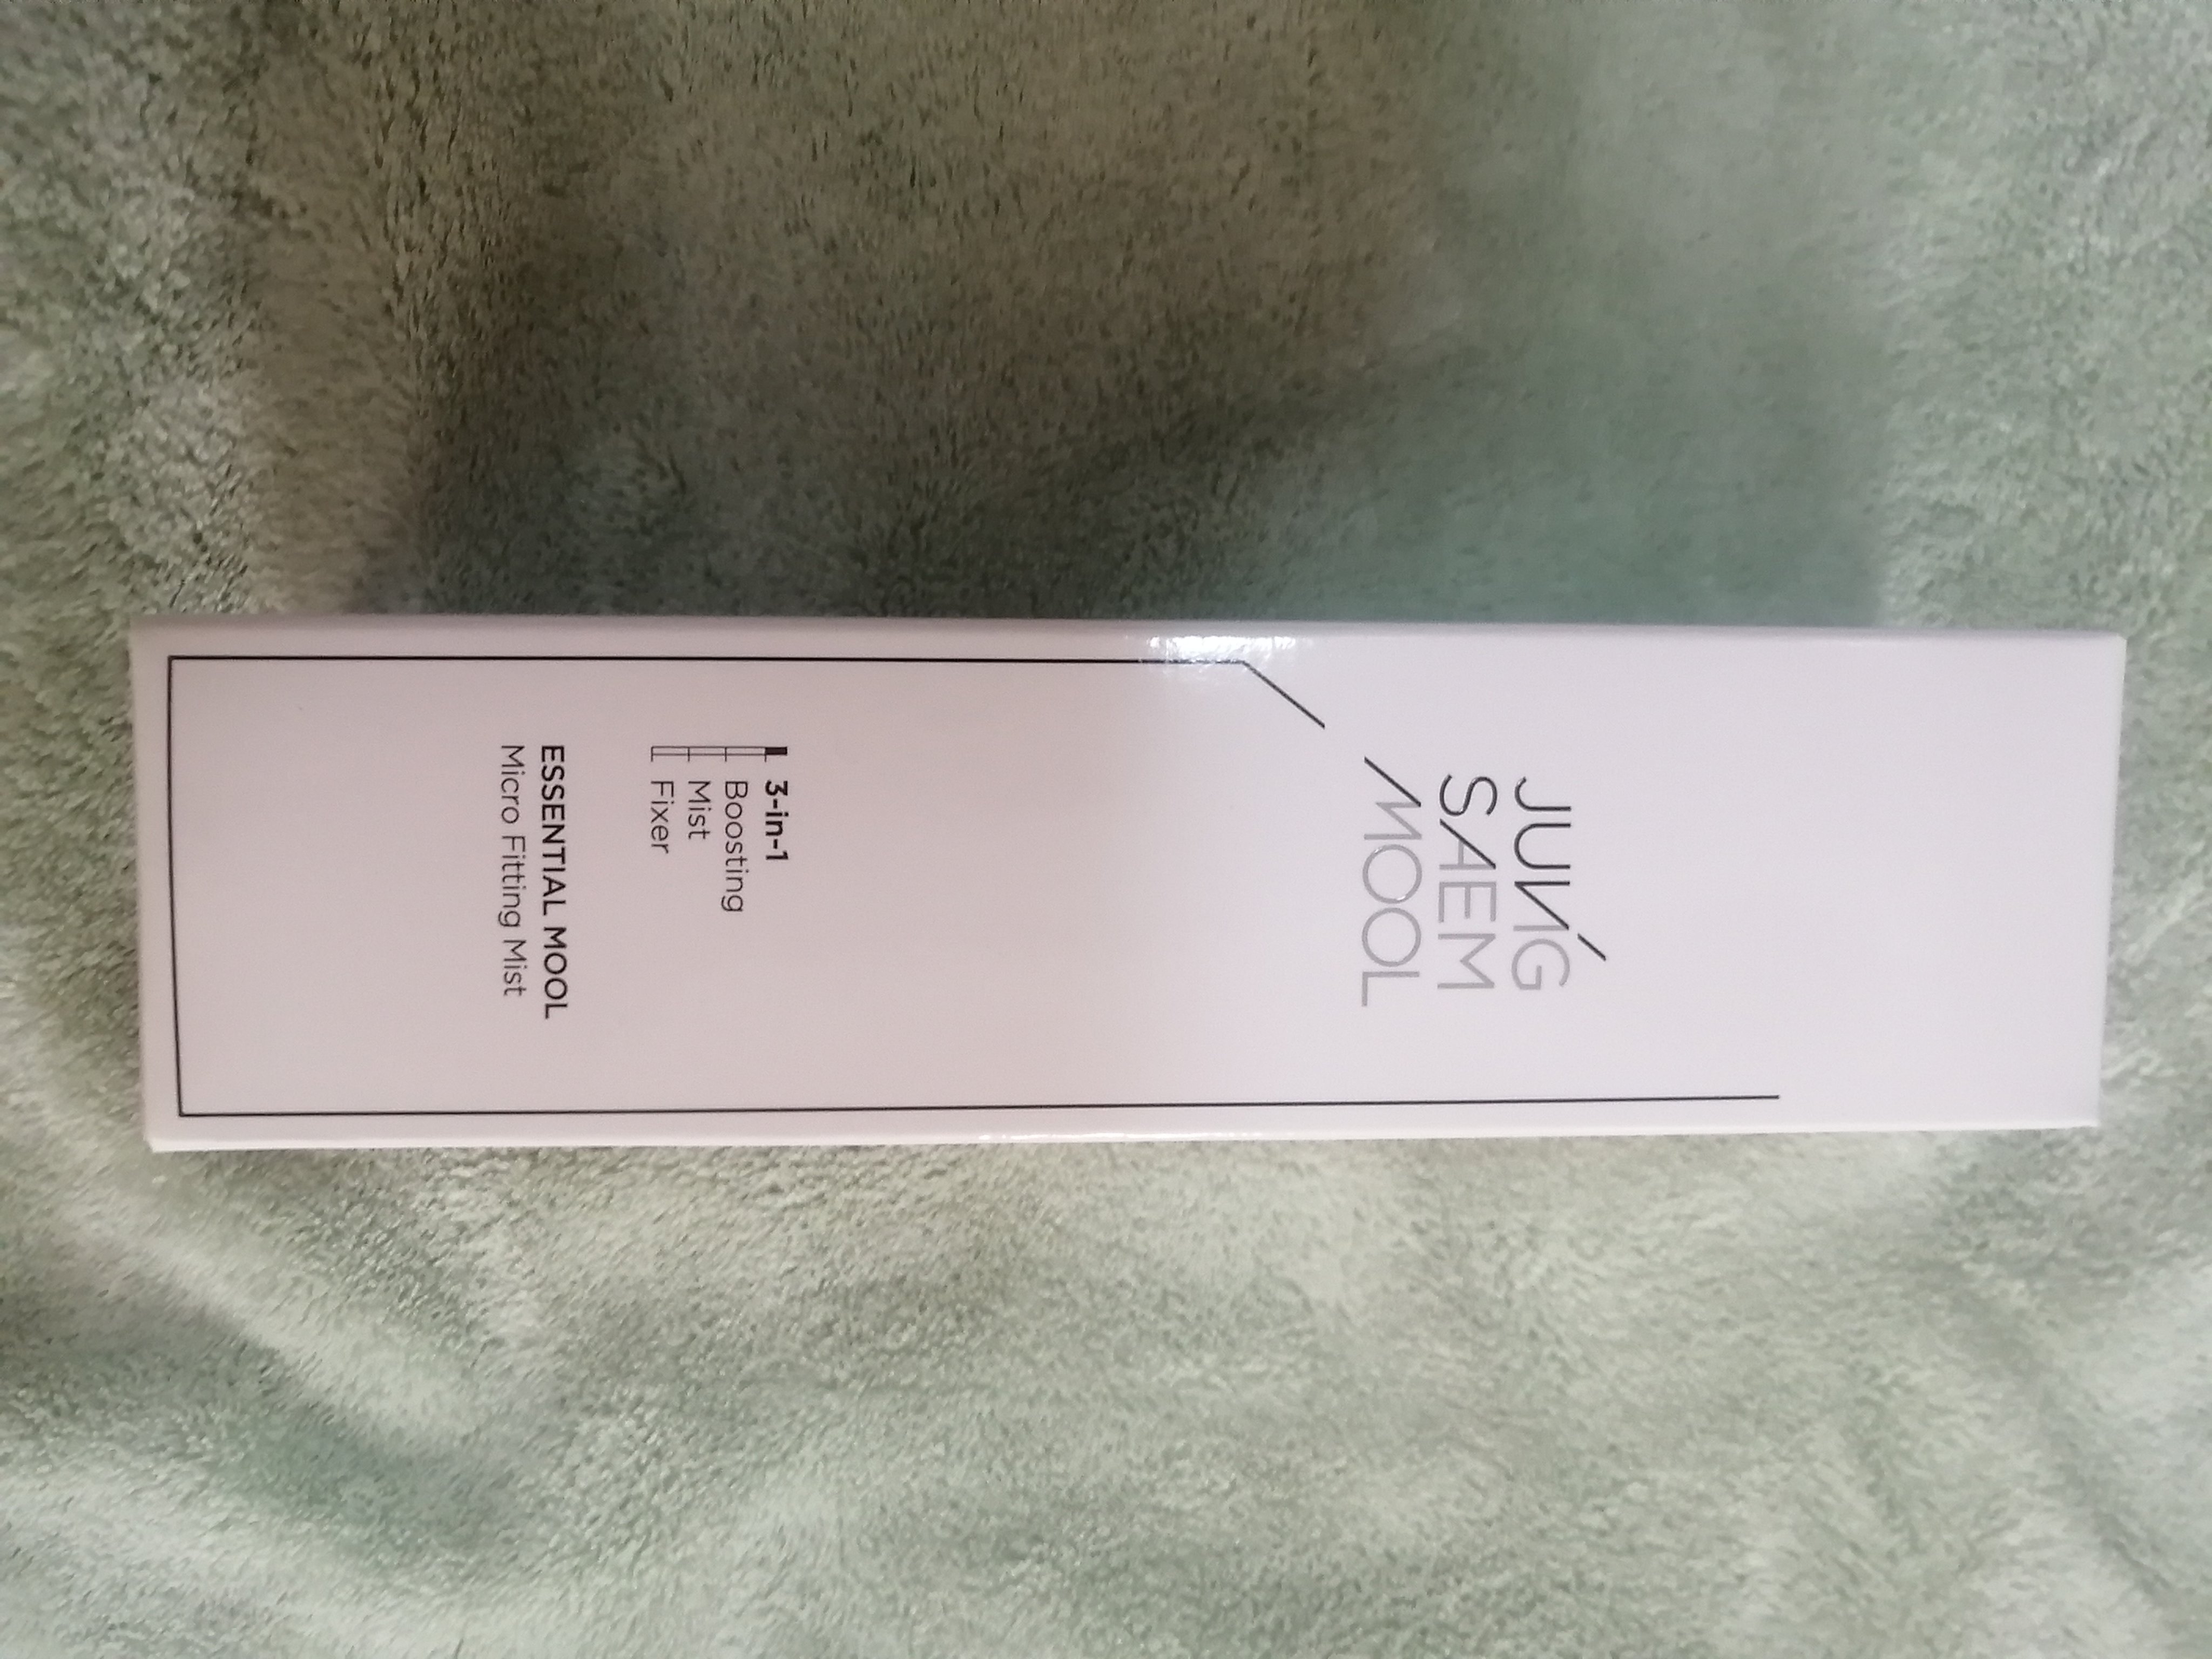 JUNG
SAEM
MOOL
3-in-1
Boosting
Mist
Fixer
ESSENTIAL MOOL
Micro Fitting Mist